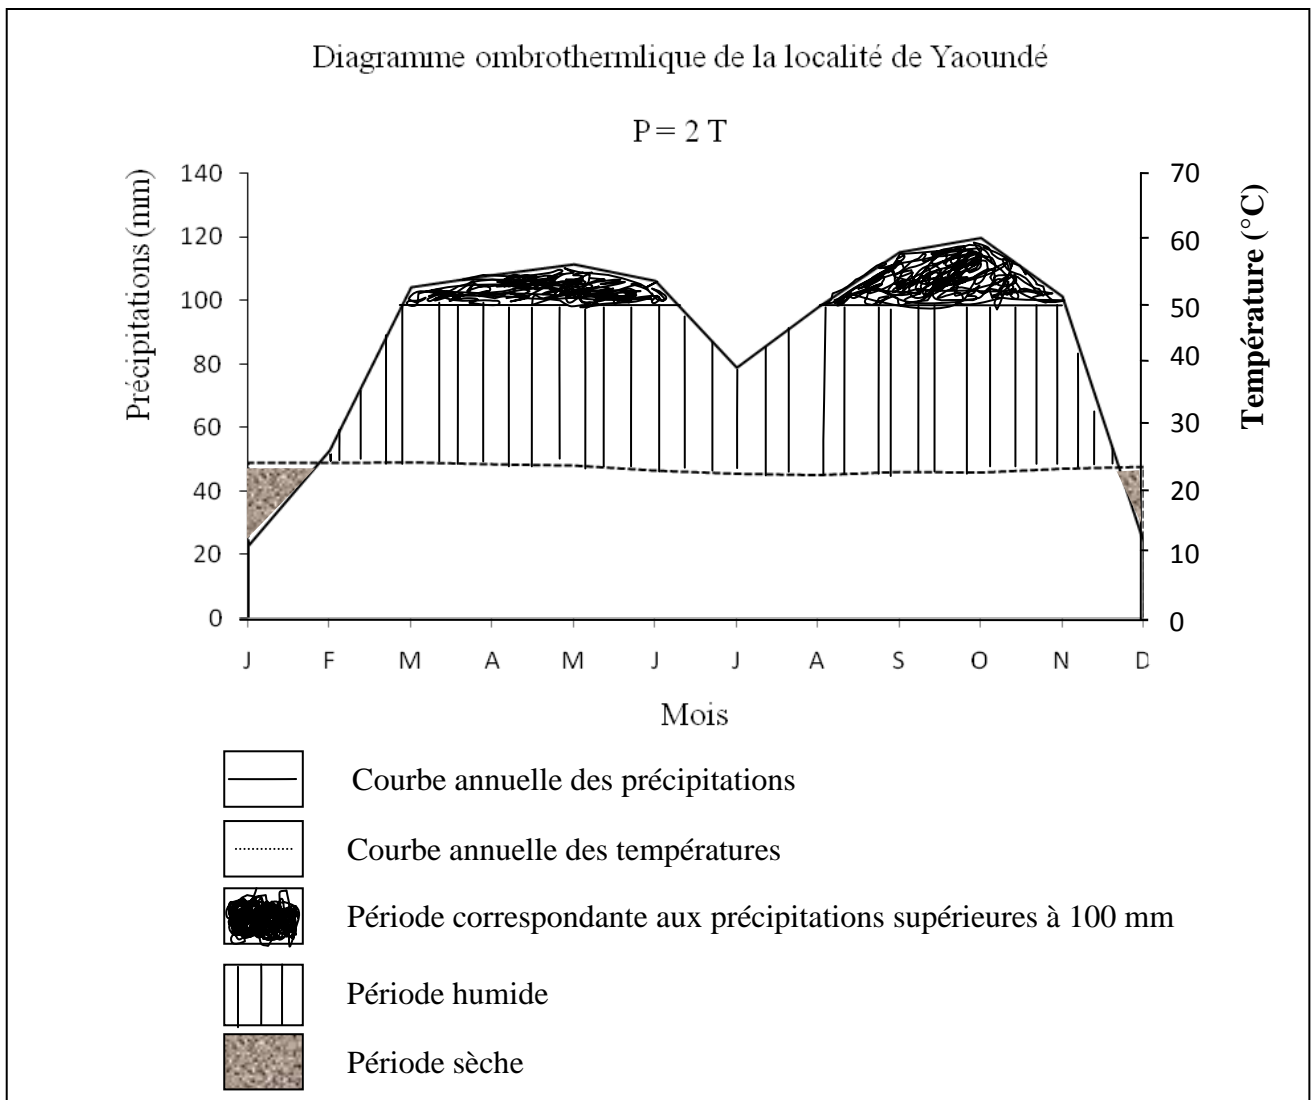 Diagramme ombrothermlique de la localité de Yaoundé
P = 2 T
Précipitations (mm)
140
120
100
80
60
40
20
0
70
60
50
40
30
20
10
0
Température (°C)
J F M A M J J A S O N D
Mois
Courbe annuelle des précipitations
Courbe annuelle des températures
Période correspondante aux précipitations supérieures à 100 mm
Période humide
Période sèche